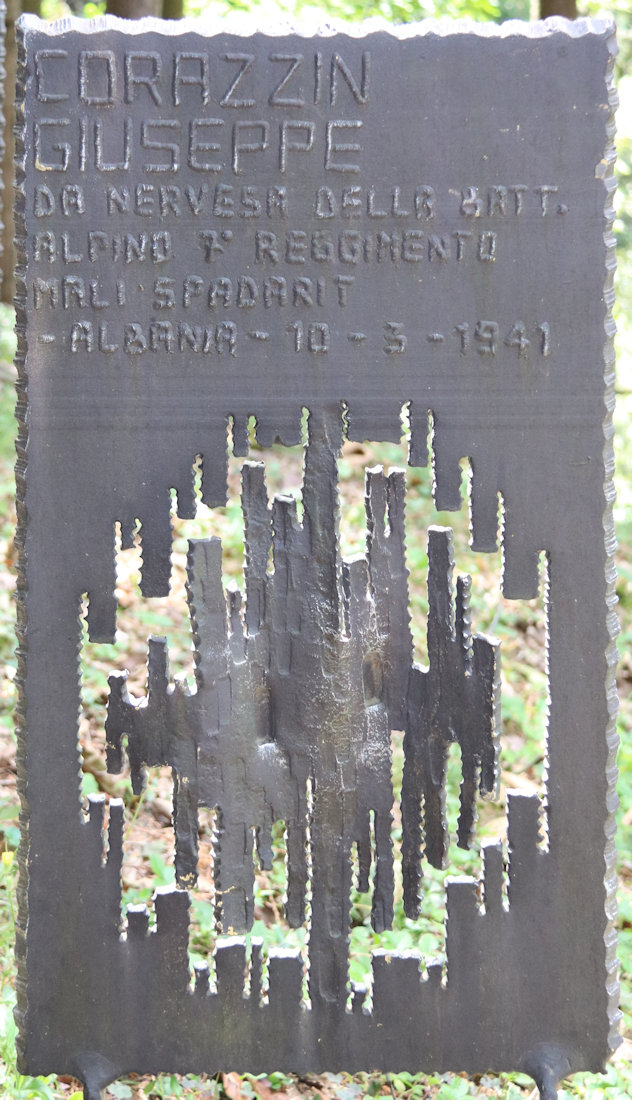 CORAZZIN
GIUSEPPE
DA NERVESA DELLA BATT.
ALPINO 7° REGGIMENTO
MALI SPADARIT
- ALBANIA - 10 - 3 - 1941